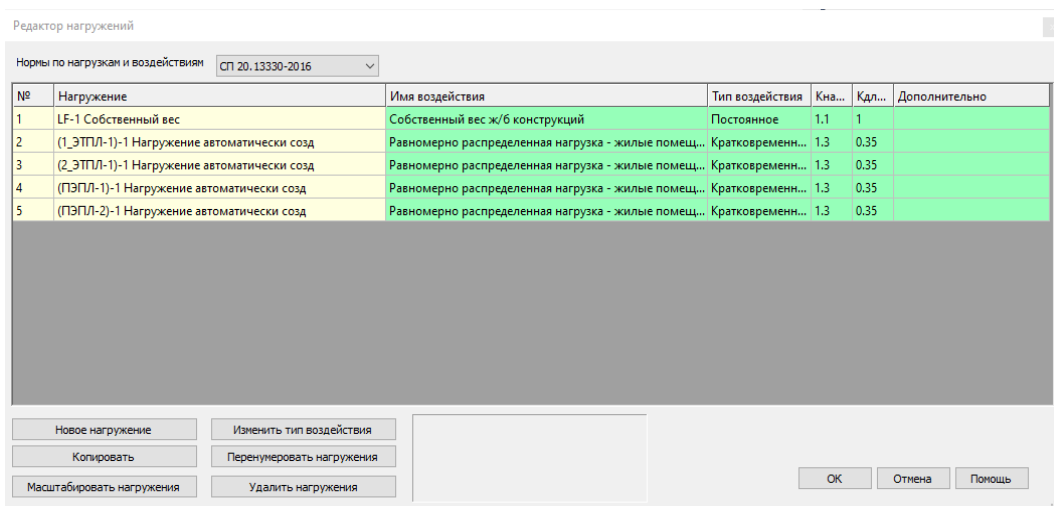 Редактор нагружений
Нормы по нагрузкам и воздействиям СП 20.13330-2016
№ Нагружение Имя воздействия Тип воздействия Кна... Кдл... Дополнительно
1 LF-1 Собственный вес Собственный вес ж/б конструкций Постоянное 1.1 1
2 (1_ЭТПЛ-1)-1 Нагружение автоматически созд Равномерно распределенная нагрузка - жилые помещ... Кратковременн... 1.3 0.35
3 (2_ЭТПЛ-1)-1 Нагружение автоматически созд Равномерно распределенная нагрузка - жилые помещ... Кратковременн... 1.3 0.35
4 (ПЭПЛ-1)-1 Нагружение автоматически созд Равномерно распределенная нагрузка - жилые помещ... Кратковременн... 1.3 0.35
5 (ПЭПЛ-2)-1 Нагружение автоматически созд Равномерно распределенная нагрузка - жилые помещ... Кратковременн... 1.3 0.35
Новое нагружение Изменить тип воздействия
Копировать Перенумеровать нагружения
Масштабировать нагружения Удалить нагружения
ОК Отмена Помощь